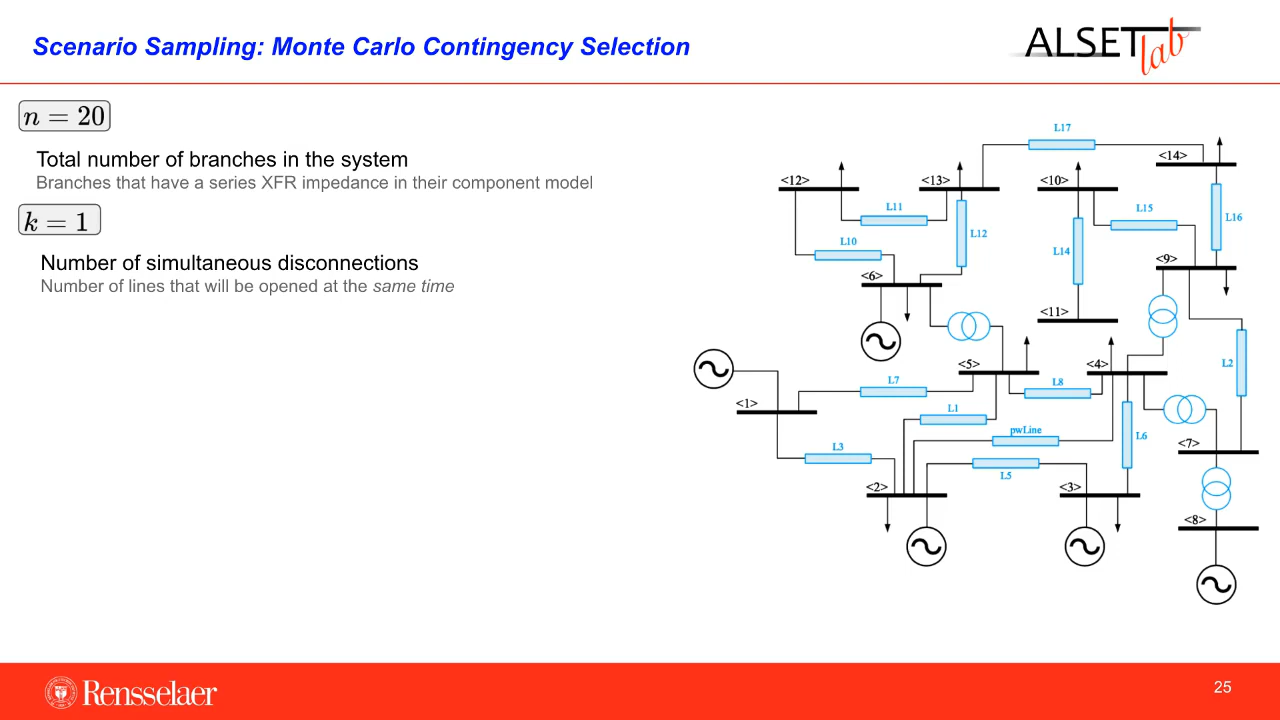 Scenario Sampling: Monte Carlo Contingency Selection
ALSET lab
n = 20
Total number of branches in the system
Branches that have a series XFR impedance in their component model
k = 1
Number of simultaneous disconnections
Number of lines that will be opened at the same time
L17
<14>
<12>
<13>
<10>
L11
L15
L16
L12
L10
L14
<9>
<6>
<11>
<5>
<4>
L2
L7
L8
<1>
L1
pwLine
L6
<7>
L3
L5
<2>
<3>
<8>
Rensselaer
25